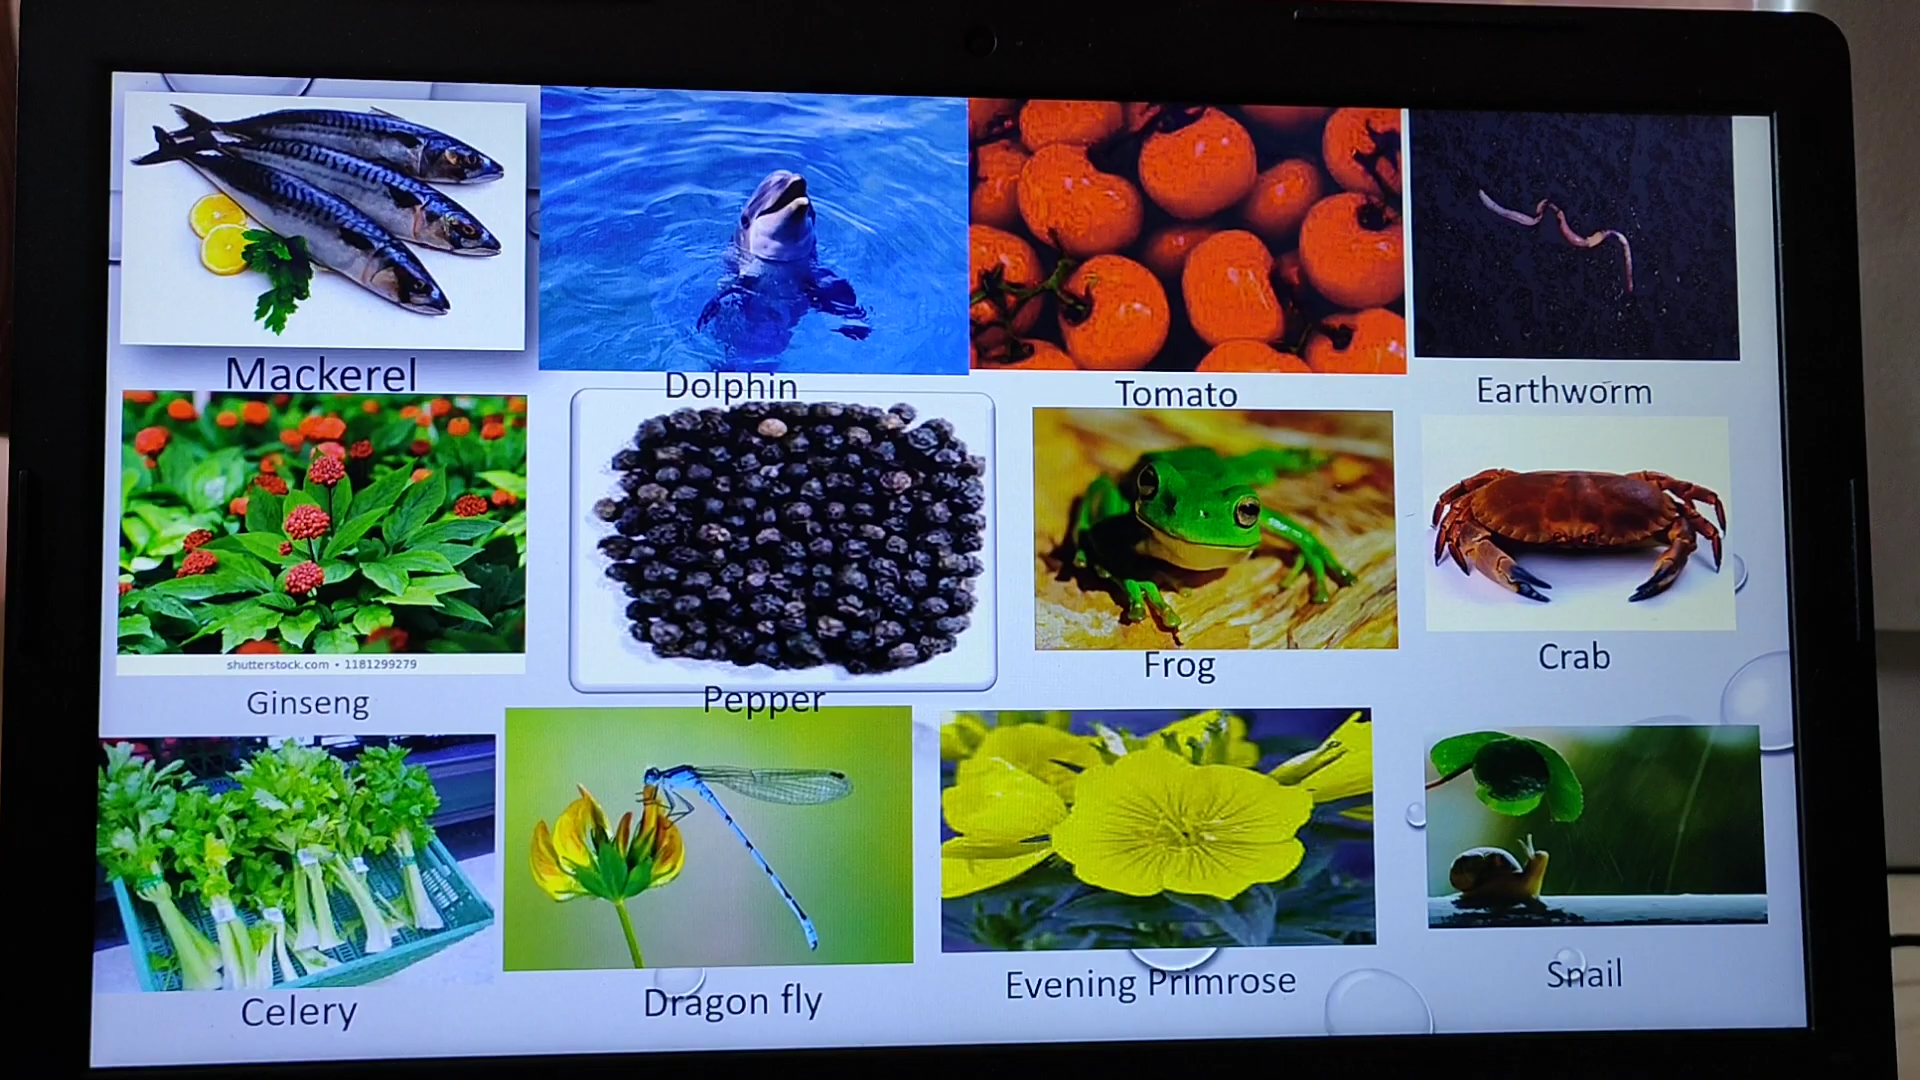 Mackerel
Dolphin
Tomato
Earthworm
shutterstock.com • 1181299279
Ginseng
Pepper
Frog
Crab
Celery
Dragon fly
Evening Primrose
Snail